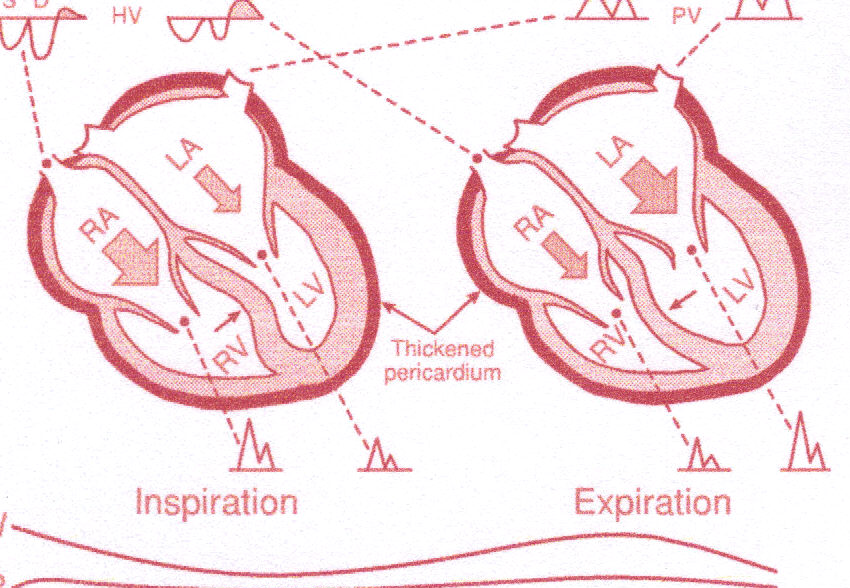 S D
HV
PV
LA
RA
LV
RV
LA
RA
LV
RV
Thickened
pericardium
Inspiration
Expiration